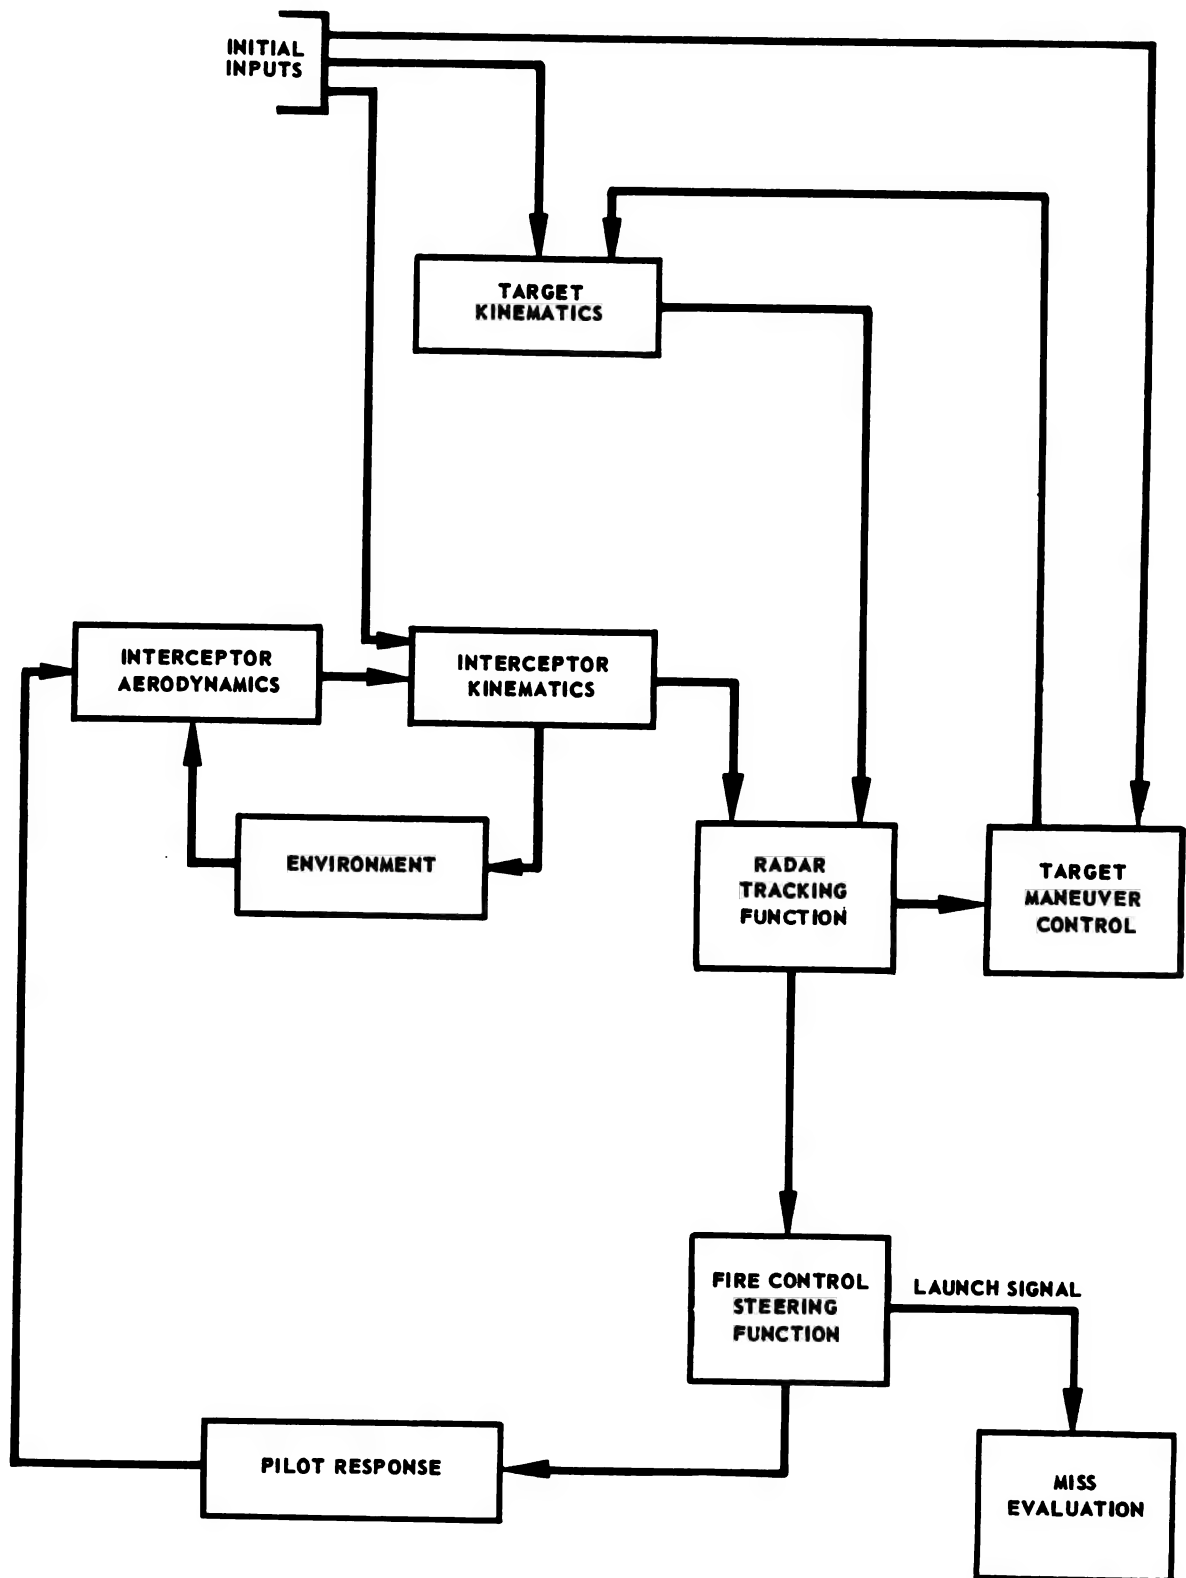 INITIAL
INPUTS
TARGET
KINEMATICS
INTERCEPTOR
AERODYNAMICS
INTERCEPTOR
KINEMATICS
ENVIRONMENT
RADAR
TRACKING
FUNCTION
TARGET
MANEUVER
CONTROL
FIRE CONTROL
STEERING
FUNCTION
LAUNCH SIGNAL
PILOT RESPONSE
MISS
EVALUATION